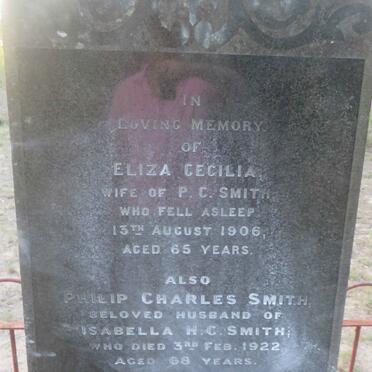 IN
LOVING MEMORY
OF
ELIZA CECILIA,
WIFE OF P. C. SMITH
WHO FELL ASLEEP
13TH AUGUST 1906,
AGED 65 YEARS.
ALSO
PHILIP CHARLES SMITH,
BELOVED HUSBAND OF
ISABELLA H.C. SMITH,
WHO DIED 3RD FEB. 1922
AGED 68 YEARS.